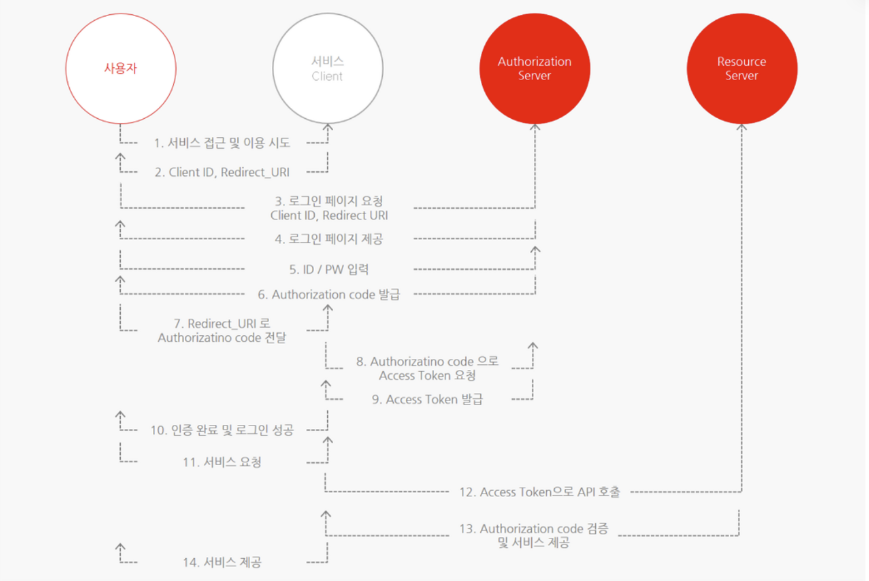 사용자
서비스
Client
Authorization
Server
Resource
Server
1. 서비스 접근 및 이용 시도
2. Client ID, Redirect_URI
3. 로그인 페이지 요청
Client ID, Redirect URI
4. 로그인 페이지 제공
5. ID / PW 입력
6. Authorization code 발급
7. Redirect_URI 로
Authorizatino code 전달
8. Authorizatino code 으로
Access Token 요청
9. Access Token 발급
10. 인증 완료 및 로그인 성공
11. 서비스 요청
12. Access Token으로 API 호출
13. Authorization code 검증
및 서비스 제공
14. 서비스 제공